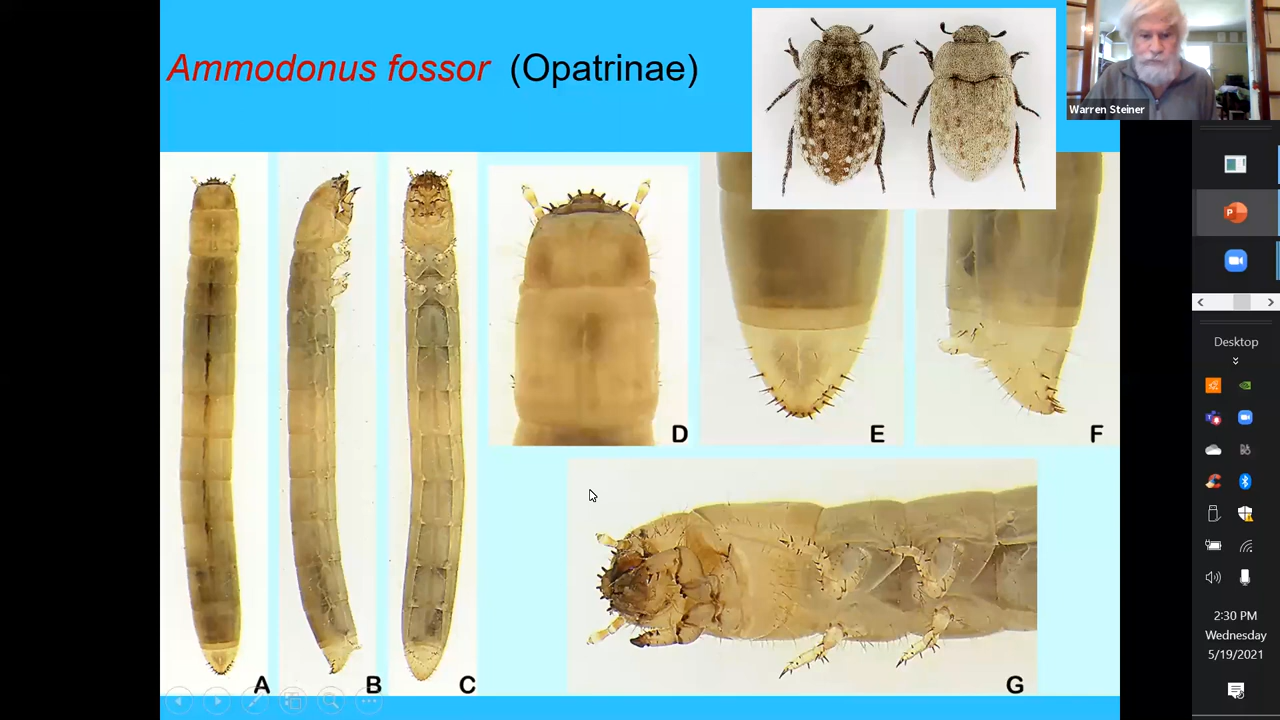 Ammodonus fossor (Opatrinae)
Warren Steiner
D
E
F
A
B
C
G
Desktop
2:30 PM
Wednesday
5/19/2021